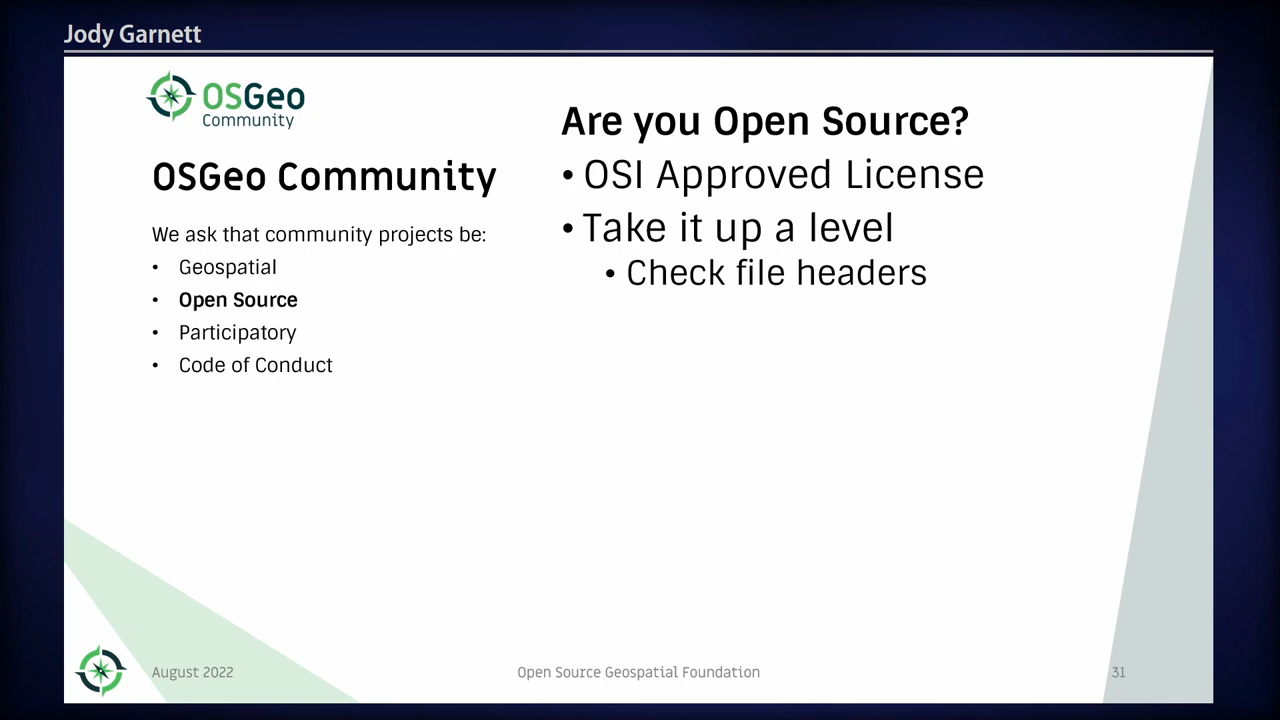 Jody Garnett
OSGeo
Community
OSGeo Community
We ask that community projects be:
• Geospatial
• Open Source
• Participatory
• Code of Conduct
Are you Open Source?
• OSI Approved License
• Take it up a level
• Check file headers
August 2022
Open Source Geospatial Foundation
31